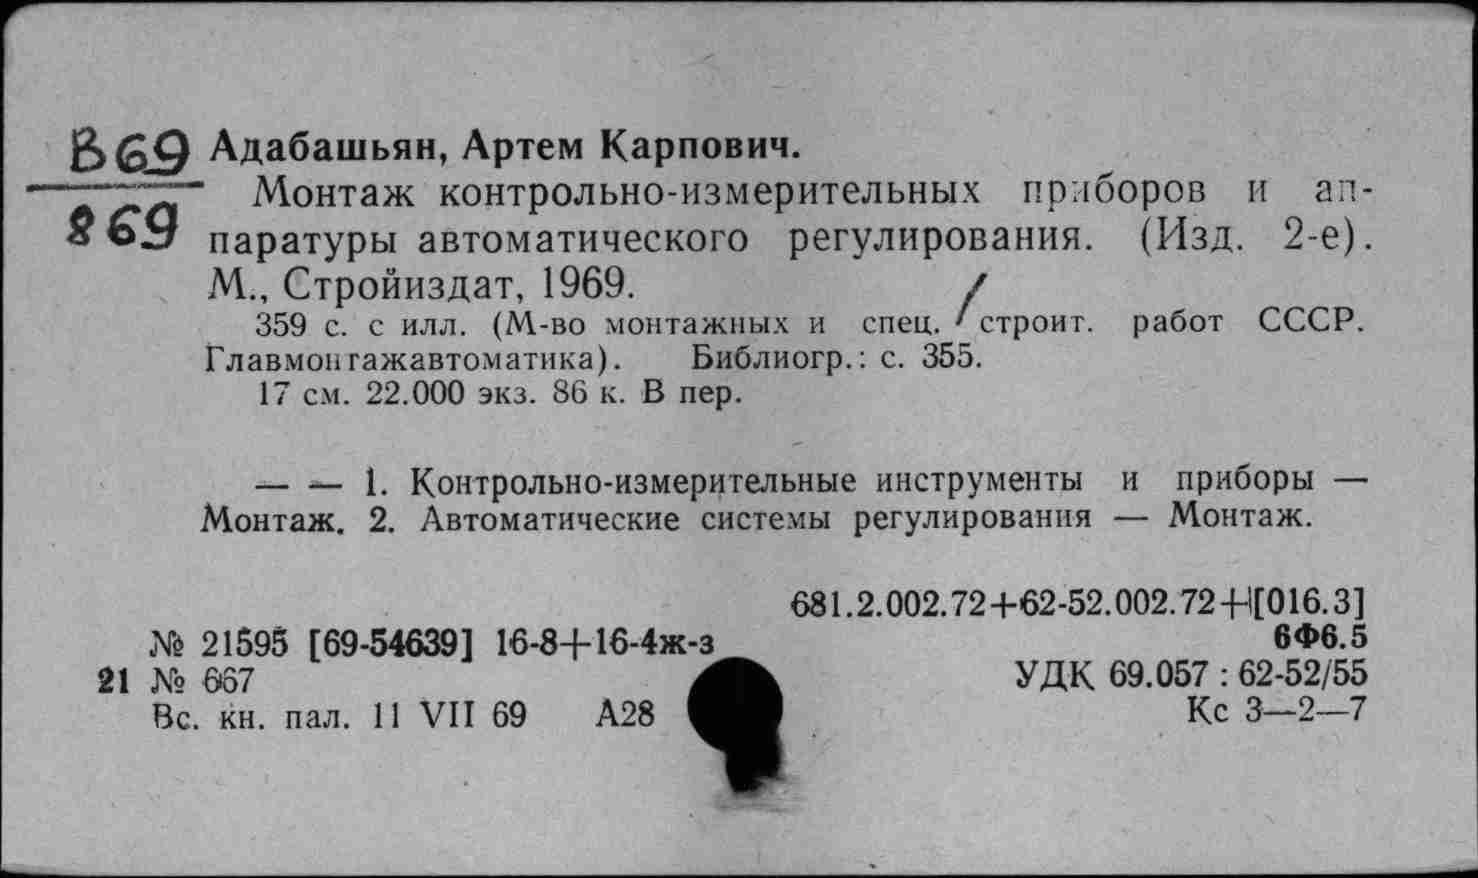 В69 Адабашьян, Артем Карпович.
869 Монтаж контрольно-измерительных приборов и ап-
паратуры автоматического регулирования. (Изд. 2-е).
М., Стройиздат, 1969.
359 с. с илл. (М-во монтажных и спец. строит. работ СССР.
Главмонтажавтоматика). Библиогр.: с. 355.
17 см. 22.000 экз. 86 к. В пер.
— — 1. Контрольно-измерительные инструменты и приборы —
Монтаж. 2. Автоматические системы регулирования — Монтаж.
681.2.002.72+62-52.002.72+[016.3]
№ 21595 [69-54639] 16-8+16-4ж-з 6Ф6.5
21 № 667 УДК 69.057 : 62-52/55
Вс. кн. пал. 11 VII 69 А28 Кс 3—2—7